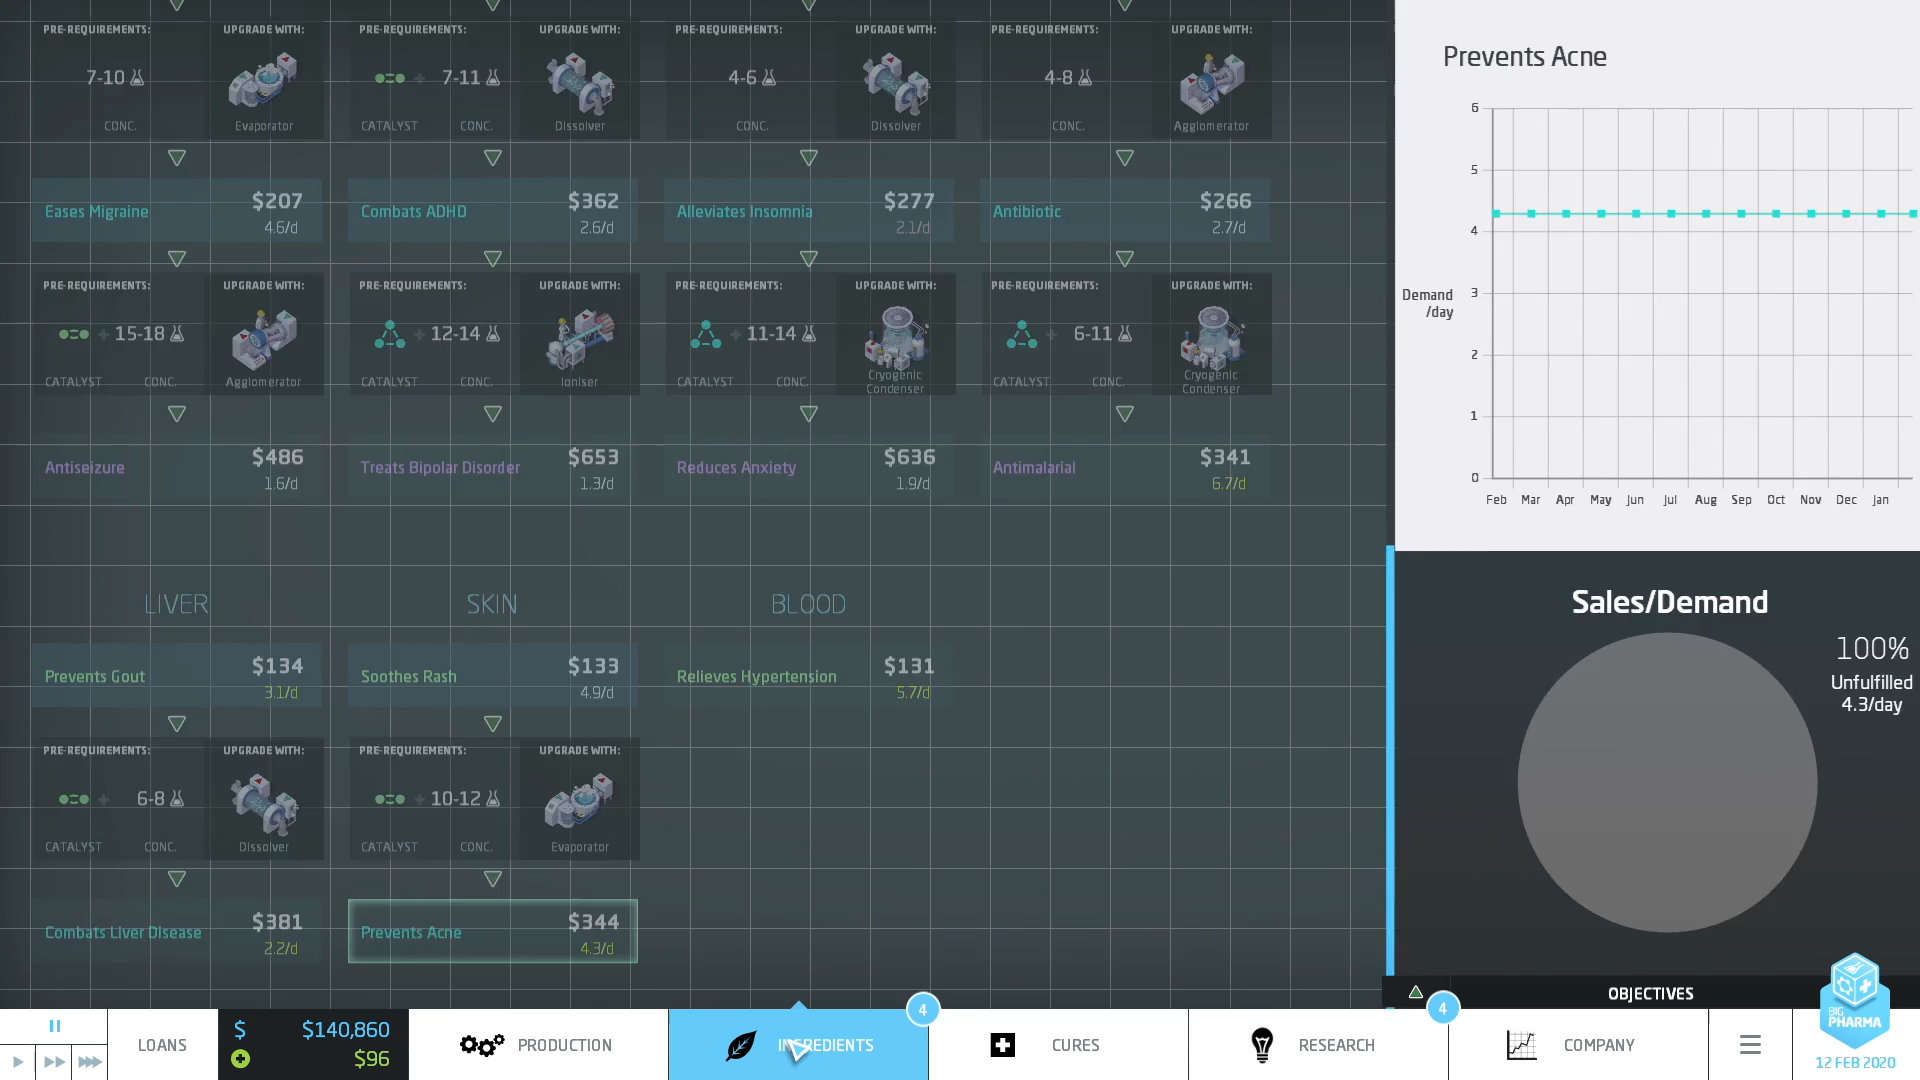 PRE-REQUIREMENTS: UPGRADE WITH: PRE-REQUIREMENTS: UPGRADE WITH: PRE-REQUIREMENTS: UPGRADE WITH: PRE-REQUIREMENTS: UPGRADE WITH:
7-10 + 7-11 4-6 4-8
CONC. Evaporator CATALYST CONC. Dissolver CONC. Dissolver CONC. Agglomerator
Eases Migraine $207 Combats ADHD $362 Alleviates Insomnia $277 Antibiotic $266
4.6/d 2.6/d 2.1/d 2.7/d
PRE-REQUIREMENTS: UPGRADE WITH: PRE-REQUIREMENTS: UPGRADE WITH: PRE-REQUIREMENTS: UPGRADE WITH: PRE-REQUIREMENTS: UPGRADE WITH:
+ 15-18 + 12-14 + 11-14 + 6-11
CATALYST CONC. Agglomerator CATALYST CONC. Ioniser CATALYST CONC. Cryogenic Condenser CATALYST CONC. Cryogenic Condenser
Antiseizure $486 Treats Bipolar Disorder $653 Reduces Anxiety $636 Antimalarial $341
1.6/d 1.3/d 1.9/d 6.7/d
LIVER SKIN BLOOD
Prevents Gout $134 Soothes Rash $133 Relieves Hypertension $131
3.1/d 4.9/d 5.7/d
PRE-REQUIREMENTS: UPGRADE WITH: PRE-REQUIREMENTS: UPGRADE WITH:
+ 6-8 + 10-12
CATALYST CONC. Dissolver CATALYST CONC. Evaporator
Combats Liver Disease $381 Prevents Acne $344
2.2/d 4.3/d
Prevents Acne
6
5
4
3
2
1
0
Demand
/day
Feb Mar Apr May Jun Jul Aug Sep Oct Nov Dec Jan
Sales/Demand
100%
Unfulfilled
4.3/day
OBJECTIVES
4
4
LOANS
$ $140,860
$96
PRODUCTION
INGREDIENTS
CURES
RESEARCH
COMPANY
BIG
PHARMA
12 FEB 2020